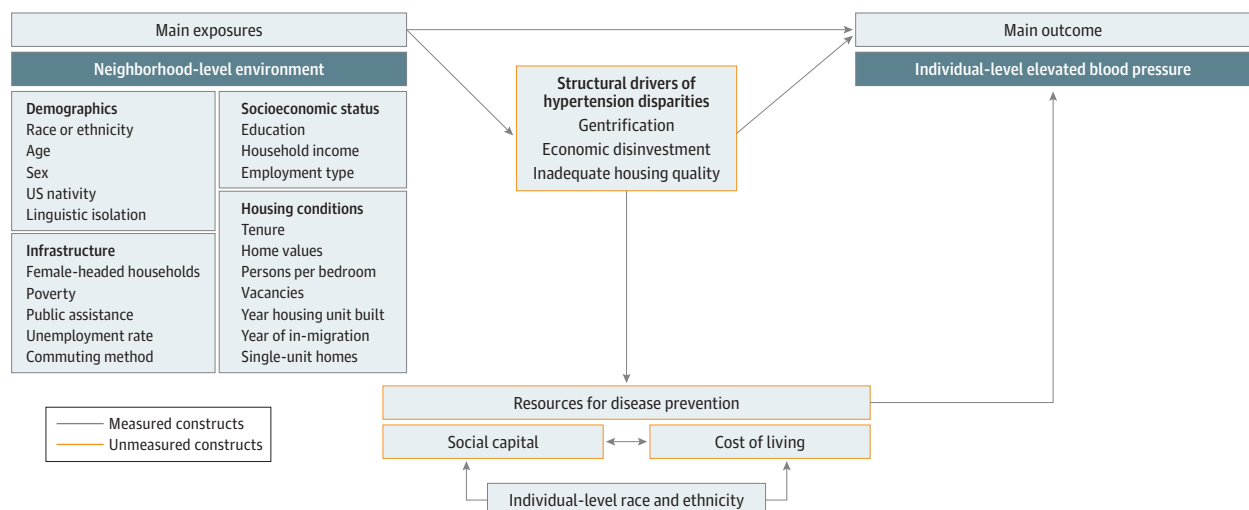 Main exposures
Neighborhood-level environment
Demographics
Race or ethnicity
Age
Sex
US nativity
Linguistic isolation
Infrastructure
Female-headed households
Poverty
Public assistance
Unemployment rate
Commuting method
Socioeconomic status
Education
Household income
Employment type
Housing conditions
Tenure
Home values
Persons per bedroom
Vacancies
Year housing unit built
Year of in-migration
Single-unit homes
Structural drivers of
hypertension disparities
Gentrification
Economic disinvestment
Inadequate housing quality
Main outcome
Individual-level elevated blood pressure
Resources for disease prevention
Social capital
Cost of living
Individual-level race and ethnicity
Measured constructs
Unmeasured constructs